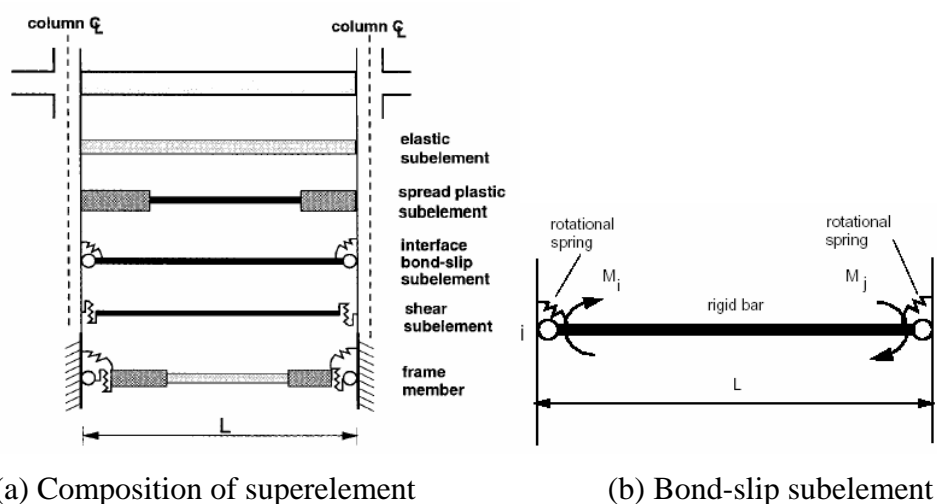 column ℄
column ℄
elastic
subelement
spread plastic
subelement
interface
bond-slip
subelement
shear
subelement
frame
member
L
rotational
spring
rotational
spring
M i
M j
rigid bar
i
L
(a) Composition of superelement
(b) Bond-slip subelement